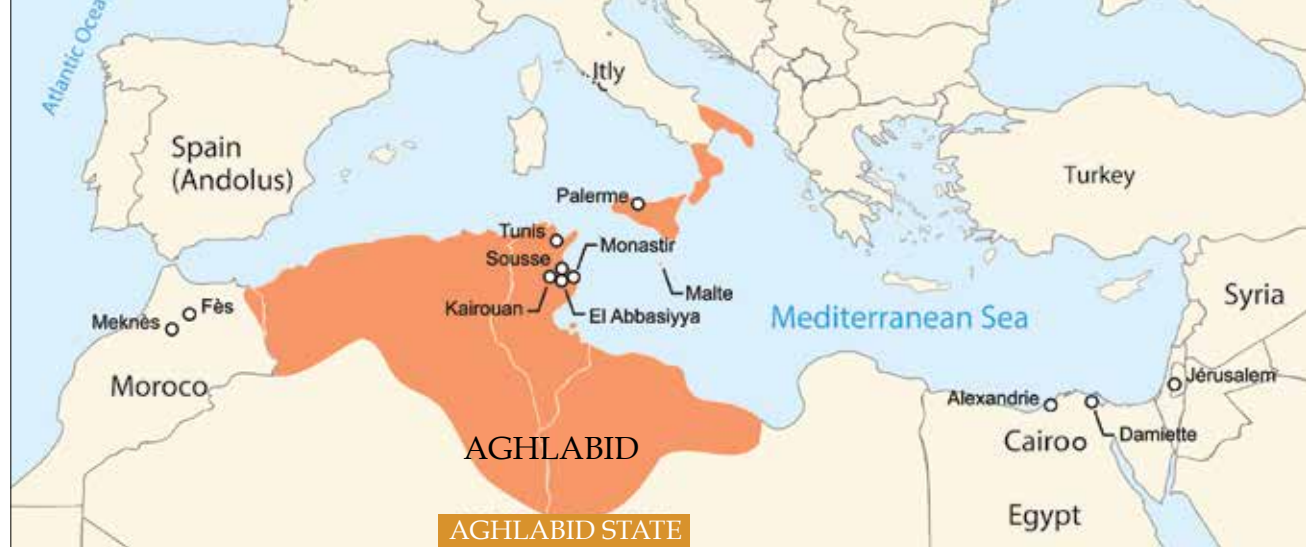 Atlantic Ocea
Itly
Spain
(Andolus)
Turkey
Palerme
Tunis
Monastir
Sousse
Syria
Malte
Kairouan
El Abbasiyya
Mediterranean Sea
Fès
Meknès
Moroco
Jérusalem
Alexandrie
Damiette
Cairo
AGHLABID
Egypt
AGHLABID STATE